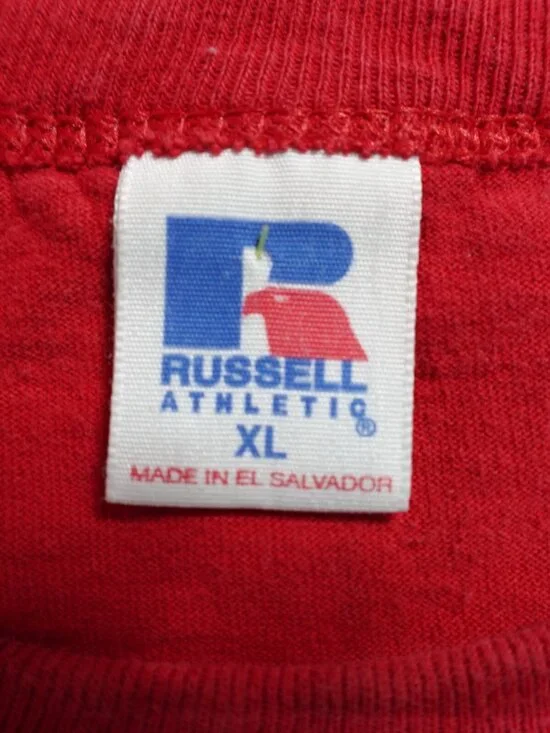 RUSSELL
ATHLETIC®
XL
MADE IN EL SALVADOR